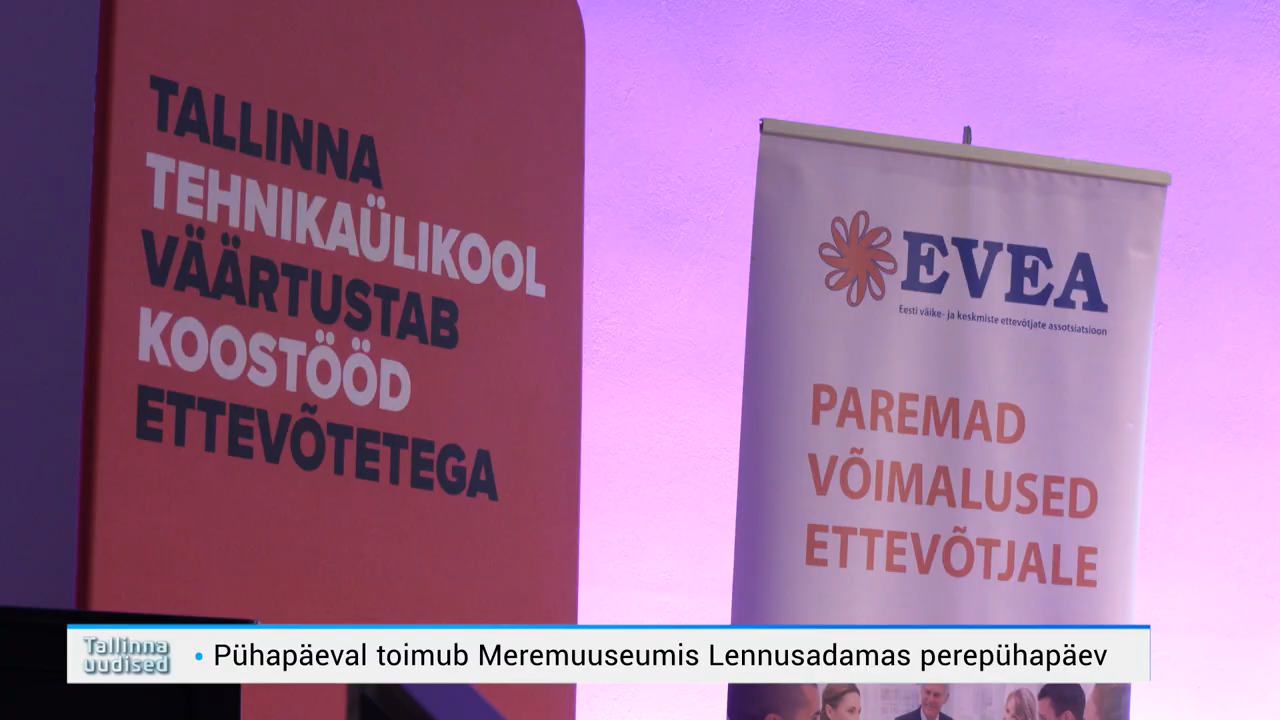 TALLINNA
TEHNIKAÜLIKOOL
VÄÄRTUSTAB
KOOSTÖÖD
ETTEVÕTETEGA
EVEA
Eesti väike- ja keskmiste ettevõtjate assotsiatsioon
PAREMAD
VÕIMALUSED
ETTEVÕTJALE
Tallinna
uudised
• Pühapäeval toimub Meremuuseumis Lennusadamas perepühapäev